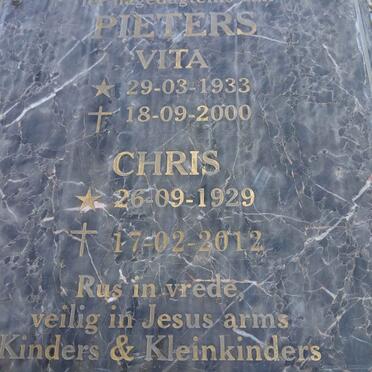 PIETERS
VITA
★ 29-03-1933
† 18-09-2000
CHRIS
★ 26-09-1929
† 17-02-2012
Rus in vrede
veilig in Jesus arms
Kinders & Kleinkinders